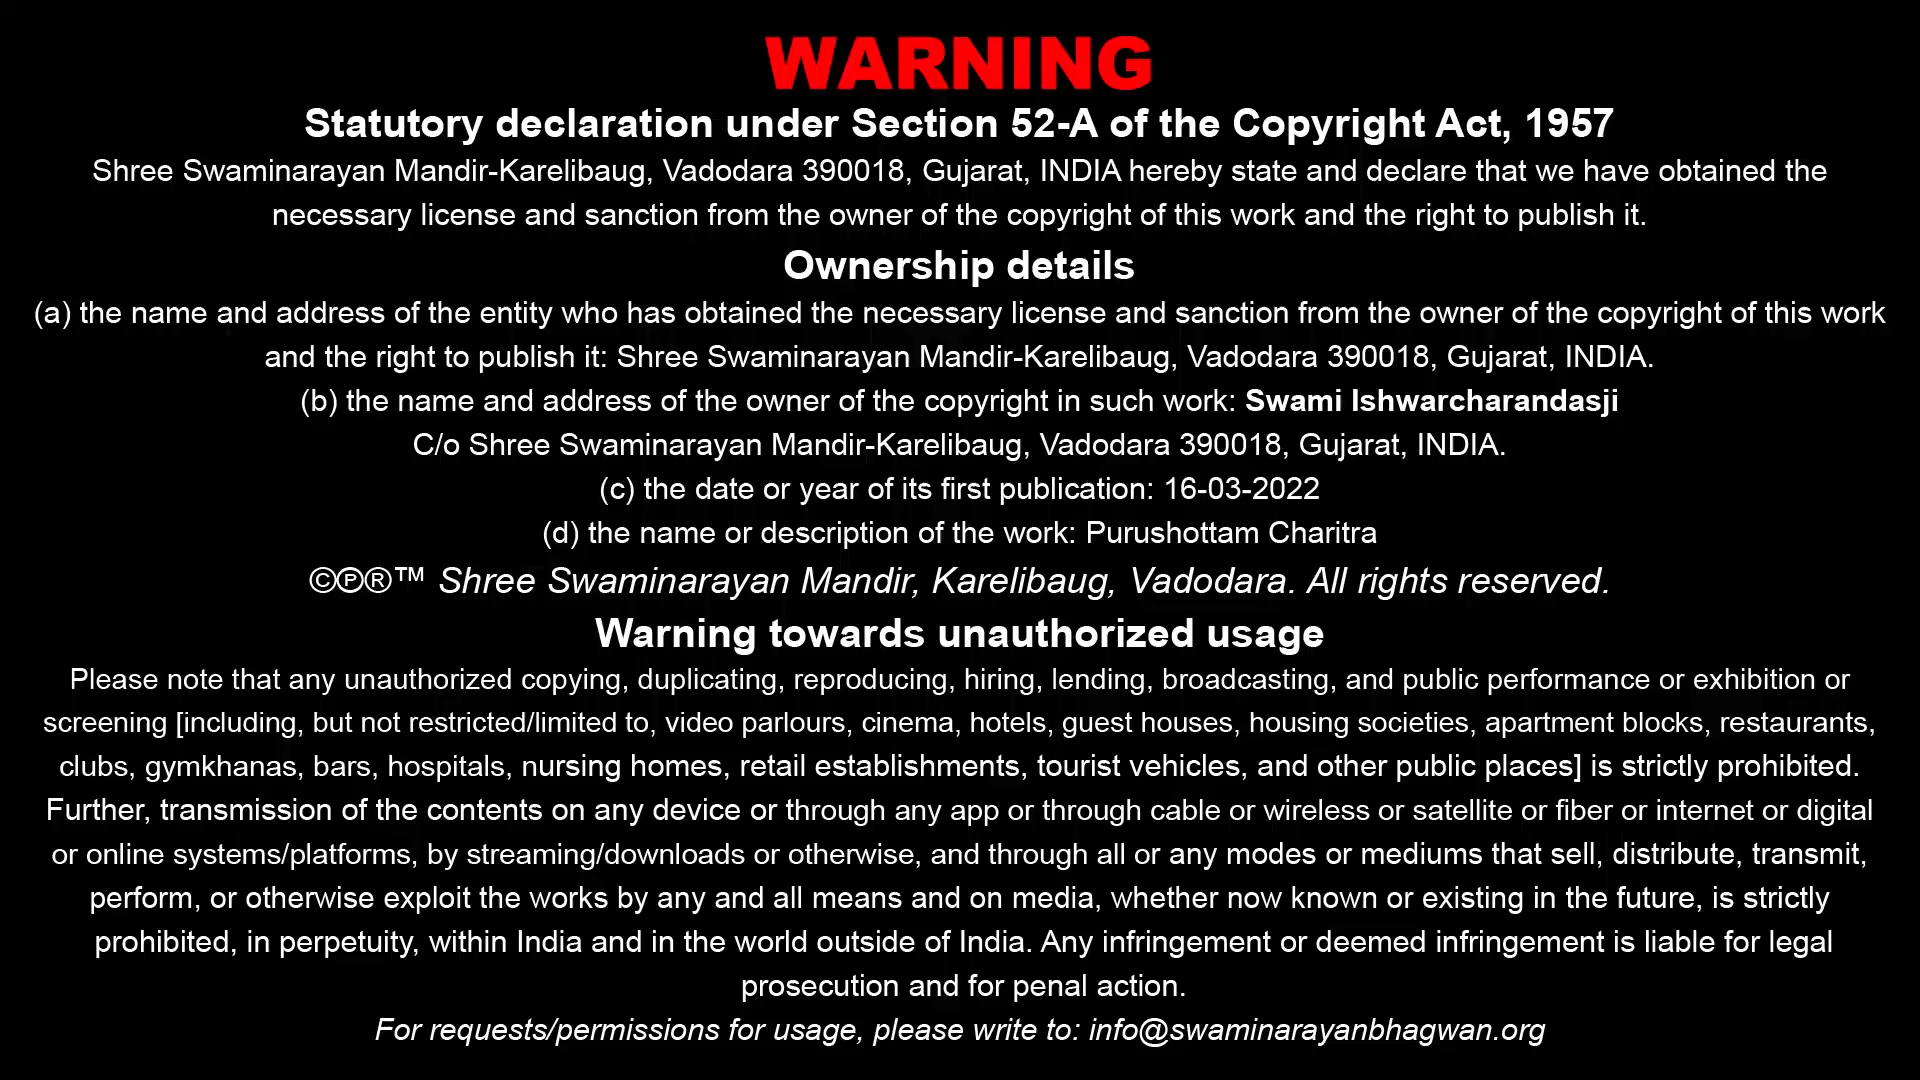 WARNING
Statutory declaration under Section 52-A of the Copyright Act, 1957
Shree Swaminarayan Mandir-Karelibaug, Vadodara 390018, Gujarat, INDIA hereby state and declare that we have obtained the
necessary license and sanction from the owner of the copyright of this work and the right to publish it.
Ownership details
(a) the name and address of the entity who has obtained the necessary license and sanction from the owner of the copyright of this work
and the right to publish it: Shree Swaminarayan Mandir-Karelibaug, Vadodara 390018, Gujarat, INDIA.
(b) the name and address of the owner of the copyright in such work: Swami Ishwarcharandasji
C/o Shree Swaminarayan Mandir-Karelibaug, Vadodara 390018, Gujarat, INDIA.
(c) the date or year of its first publication: 16-03-2022
(d) the name or description of the work: Purushottam Charitra
©℗®™ Shree Swaminarayan Mandir, Karelibaug, Vadodara. All rights reserved.
Warning towards unauthorized usage
Please note that any unauthorized copying, duplicating, reproducing, hiring, lending, broadcasting, and public performance or exhibition or
screening [including, but not restricted/limited to, video parlours, cinema, hotels, guest houses, housing societies, apartment blocks, restaurants,
clubs, gymkhanas, bars, hospitals, nursing homes, retail establishments, tourist vehicles, and other public places] is strictly prohibited.
Further, transmission of the contents on any device or through any app or through cable or wireless or satellite or fiber or internet or digital
or online systems/platforms, by streaming/downloads or otherwise, and through all or any modes or mediums that sell, distribute, transmit,
perform, or otherwise exploit the works by any and all means and on media, whether now known or existing in the future, is strictly
prohibited, in perpetuity, within India and in the world outside of India. Any infringement or deemed infringement is liable for legal
prosecution and for penal action.
For requests/permissions for usage, please write to: info@swaminarayanbhagwan.org